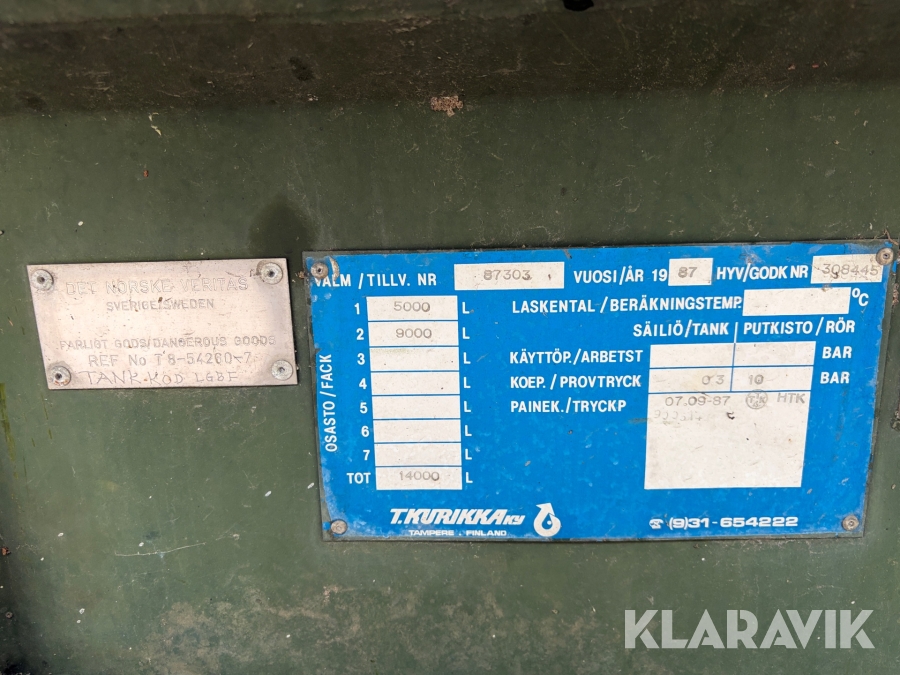 DET NORSKE VERITAS
SVERIGE/SWEDEN
FARLIGT GODS/DANGEROUS GOODS
REF No T8-54260-7
TANK KOD LGBF
VALM / TILLV. NR 87303 VUOSI/ÅR 19 87 HYV/GODK NR 308445
OSASTO / FACK
1 5000 L
2 9000 L
3 L
4 L
5 L
6 L
7 L
TOT 14000 L
LASKENTAL / BERÄKNINGSTEMP. °C
SÄILIÖ/TANK PUTKISTO / RÖR
KÄYTTÖP./ARBETST BAR
KOEP. / PROVTRYCK 0.3 10 BAR
PAINEK./TRYCKP 07.09-87 HTK
T.KURIKKA KY
TAMPERE . FINLAND
☎ (9)31-654222
KLARAVIK